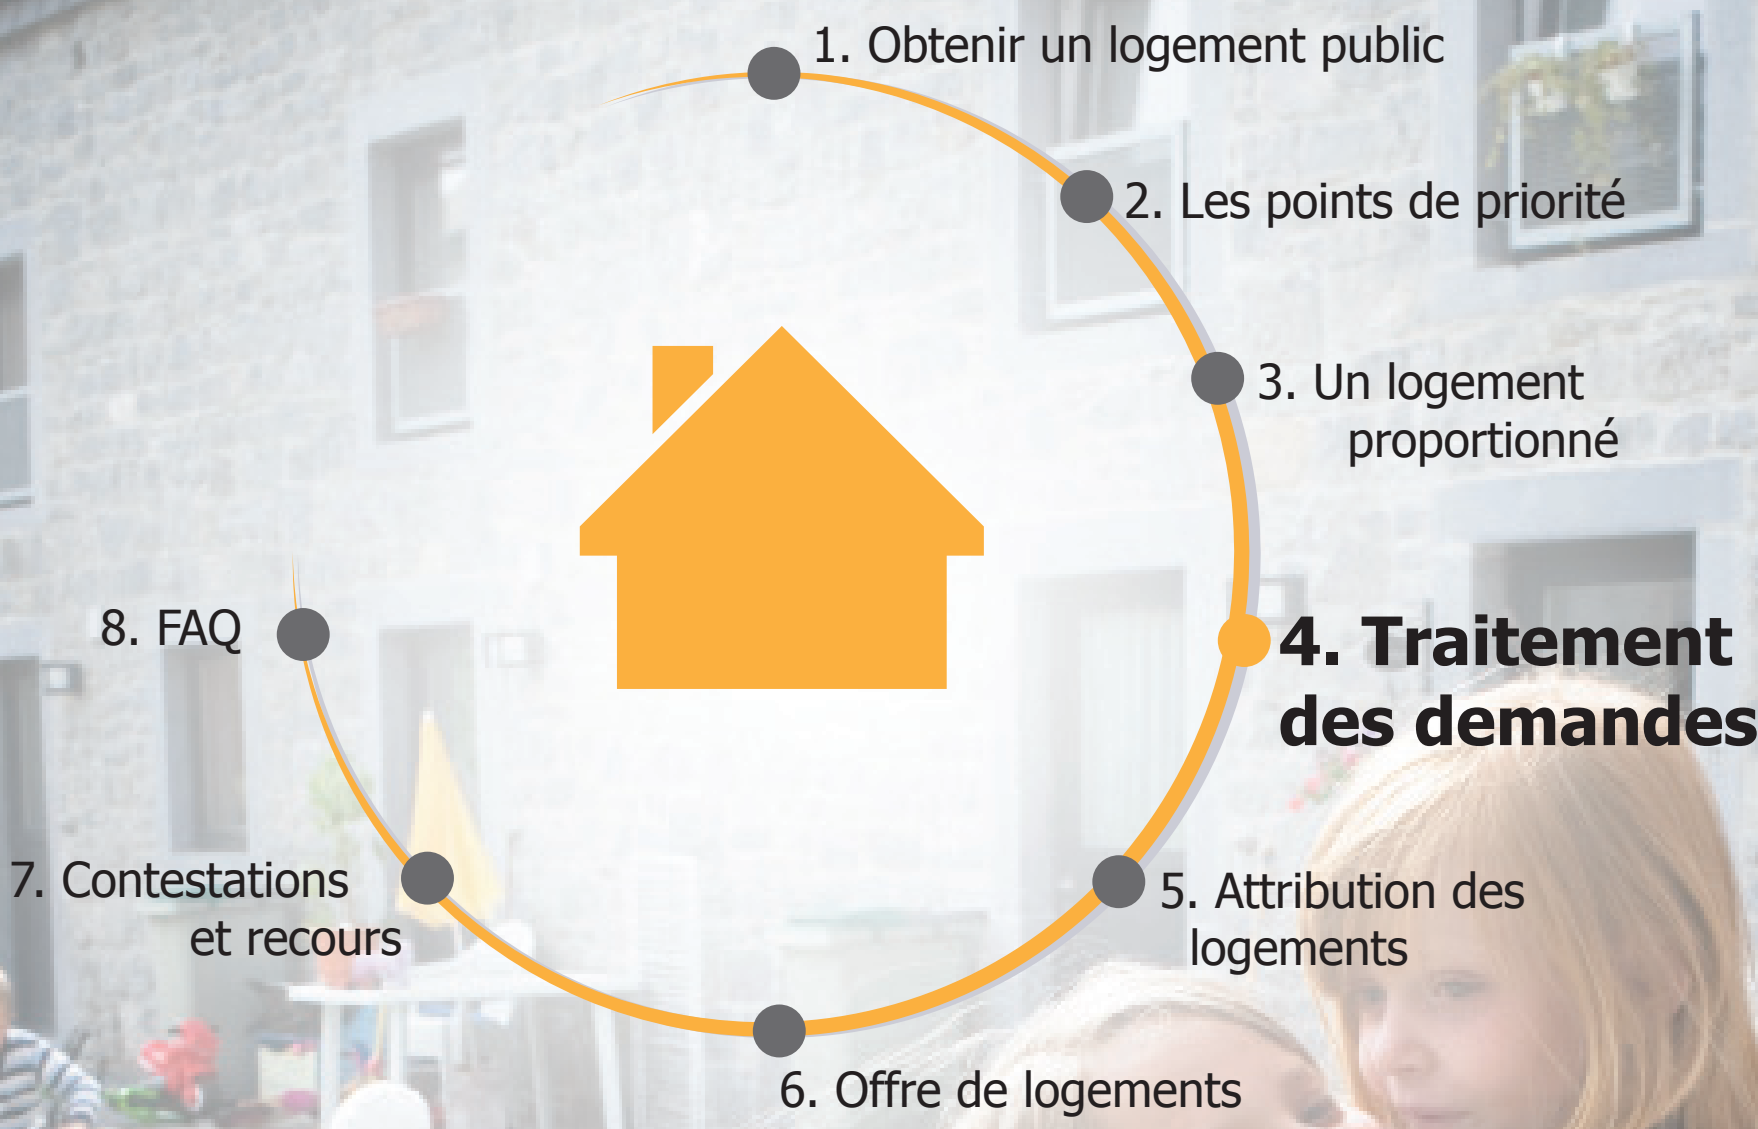 1. Obtenir un logement public
2. Les points de priorité
3. Un logement
proportionné
4. Traitement
des demandes
5. Attribution des
logements
6. Offre de logements
7. Contestations
et recours
8. FAQ